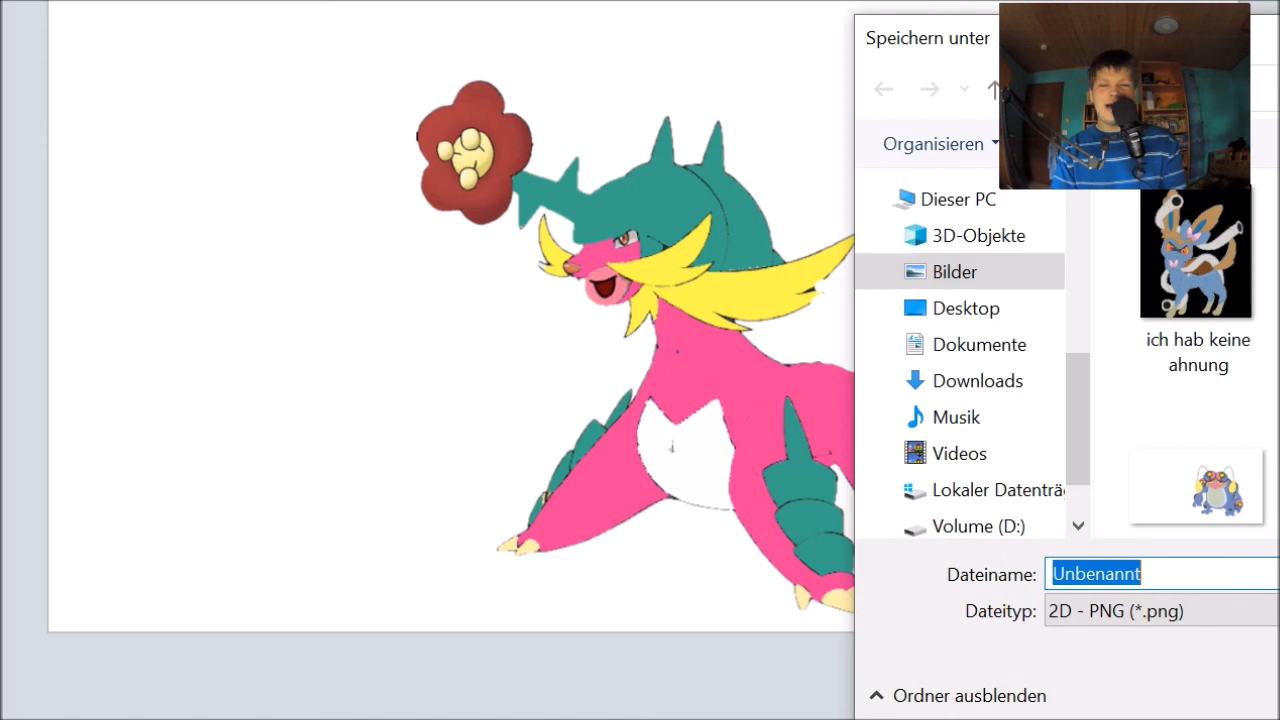 Speichern unter
Organisieren
Dieser PC
3D-Objekte
Bilder
Desktop
Dokumente
Downloads
Musik
Videos
Lokaler Datenträ
Volume (D:)
ich hab keine
ahnung
Dateiname: Unbenannt
Dateityp: 2D - PNG (*.png)
Ordner ausblenden